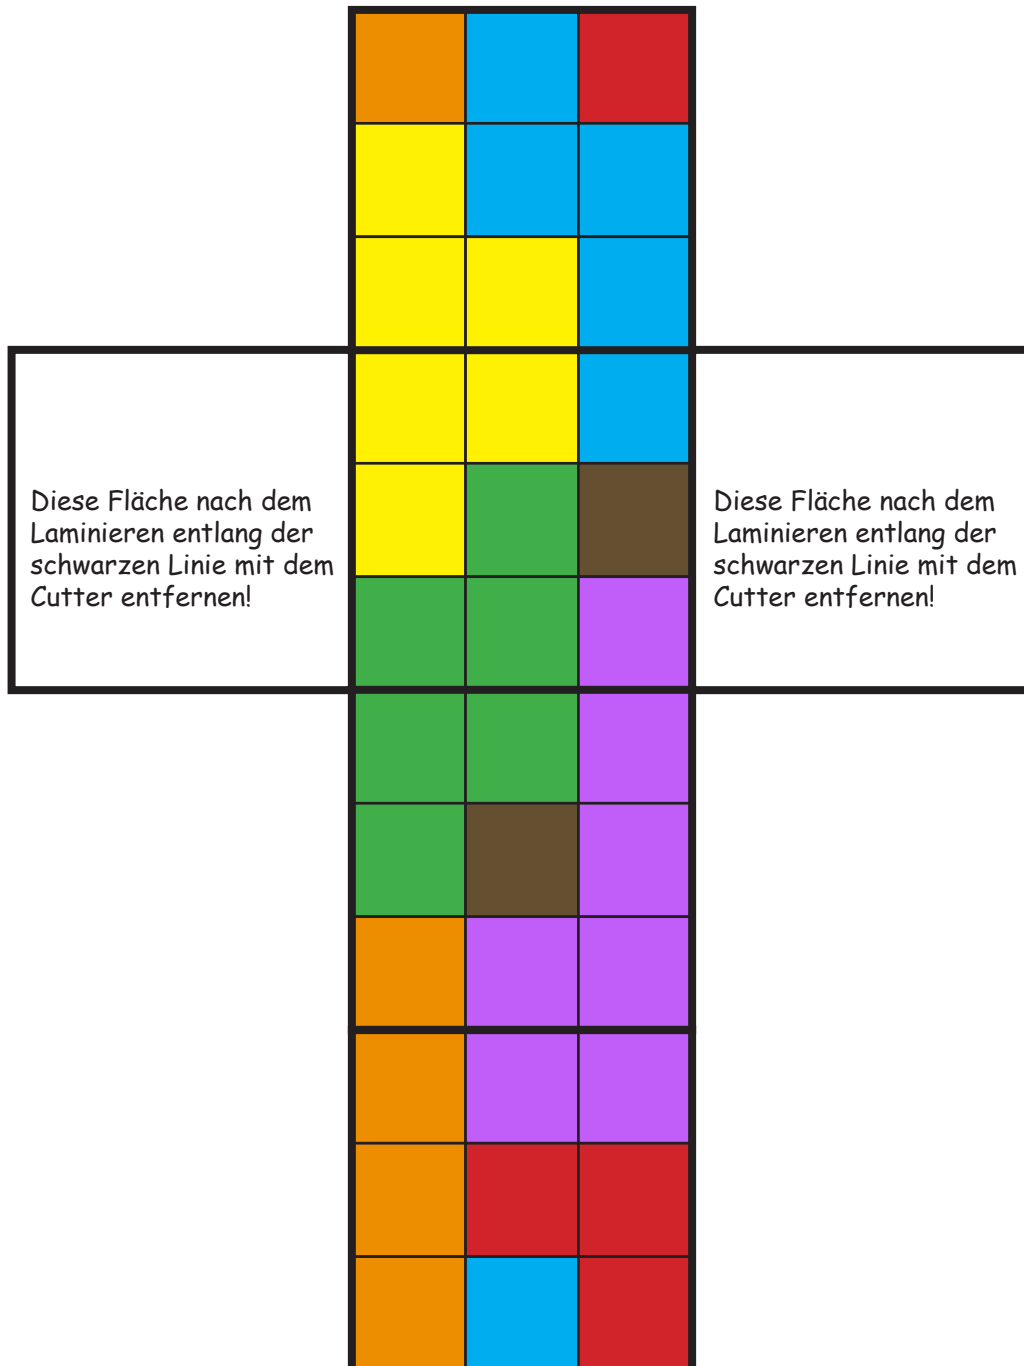 Diese Fläche nach dem
Laminieren entlang der
schwarzen Linie mit dem
Cutter entfernen!
Diese Fläche nach dem
Laminieren entlang der
schwarzen Linie mit dem
Cutter entfernen!